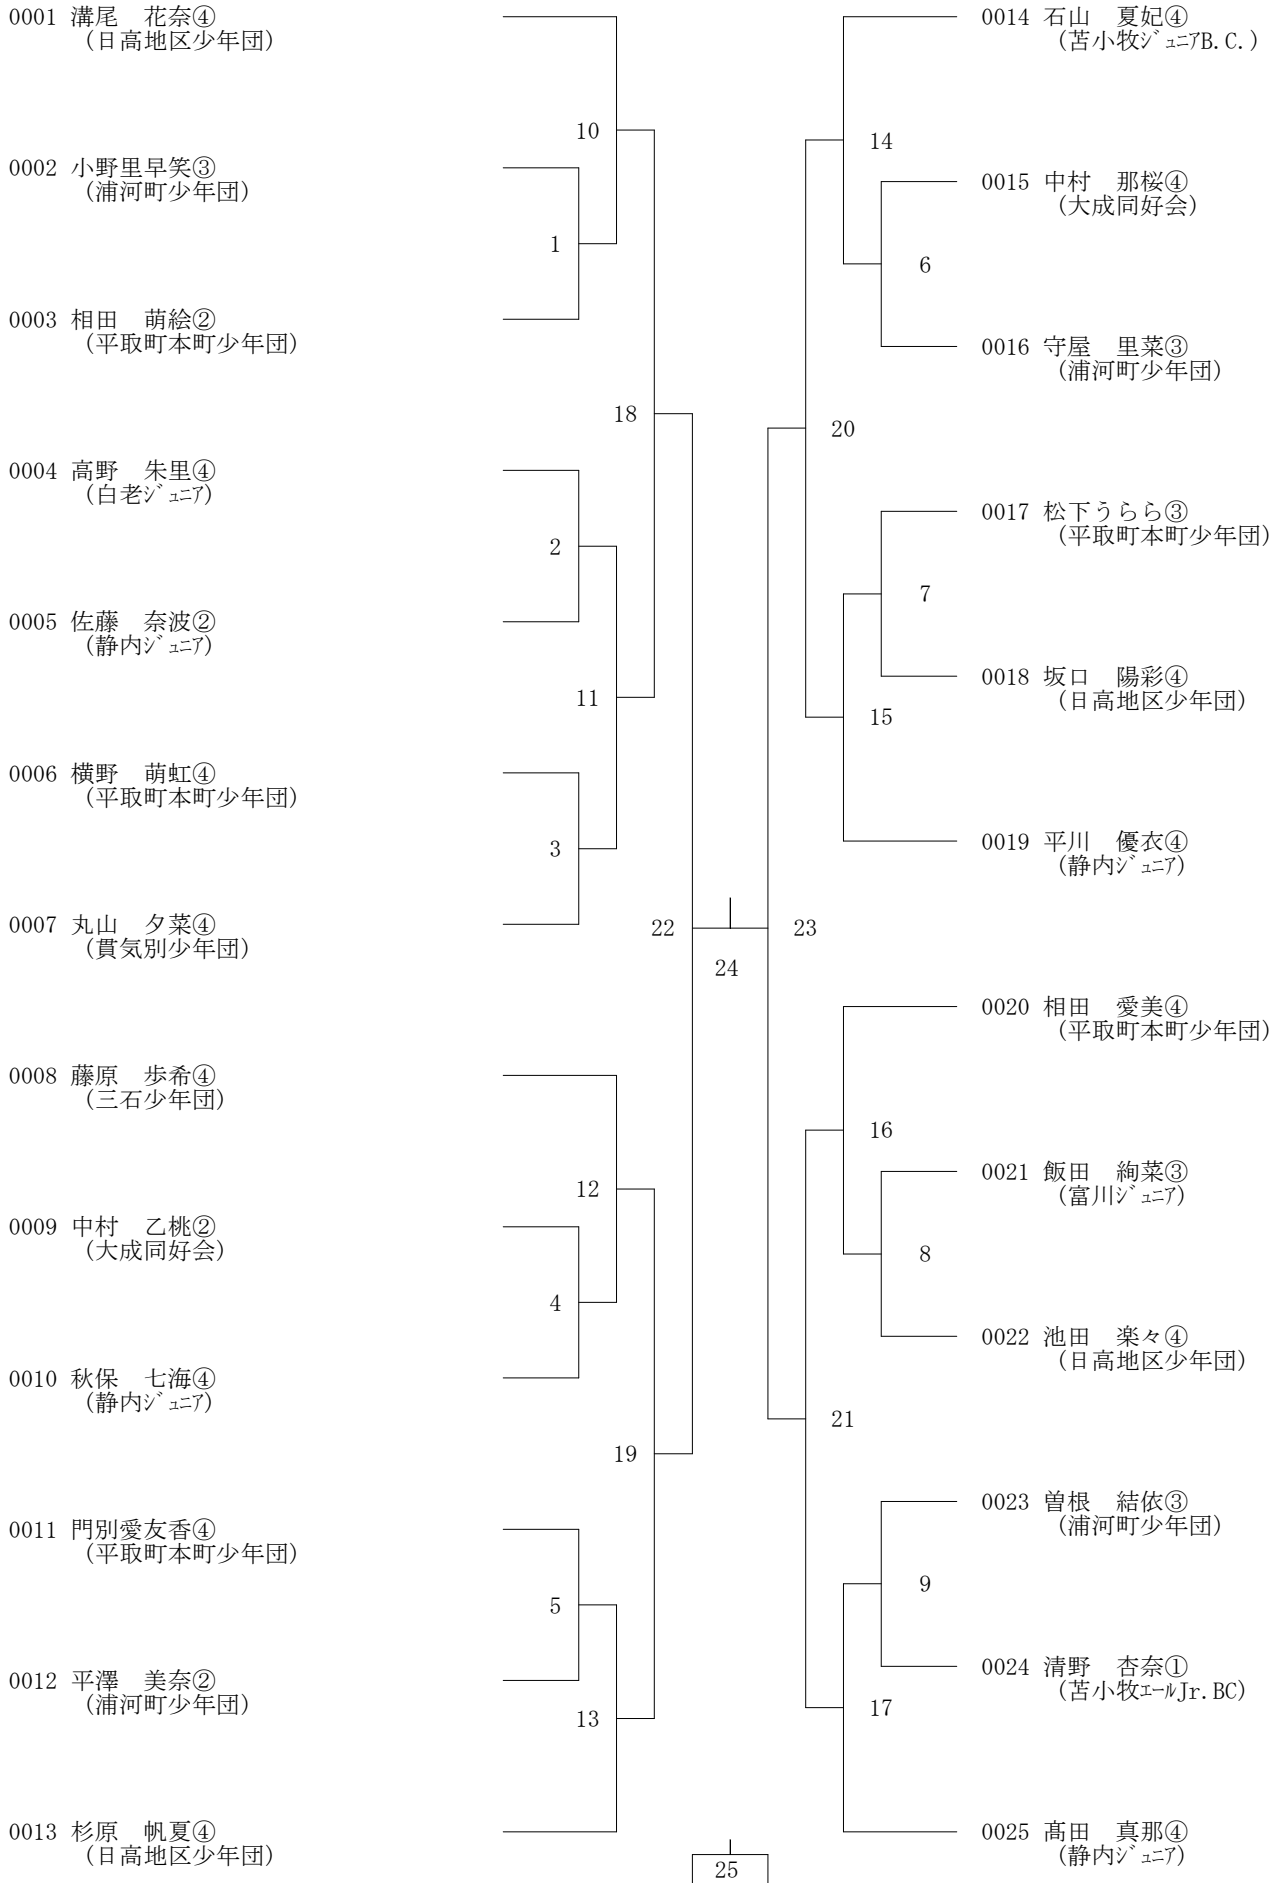 0001 溝尾　花奈④
(日高地区少年団)
10
0002 小野里早笑③
(浦河町少年団)
1
0003 相田　萌絵②
(平取町本町少年団)
18
0004 高野　朱里④
(白老ｼﾞｭﾆｱ)
2
0005 佐藤　奈波②
(静内ｼﾞｭﾆｱ)
11
0006 横野　萌虹④
(平取町本町少年団)
3
0007 丸山　夕菜④
(貫気別少年団)
22
24
0008 藤原　歩希④
(三石少年団)
12
0009 中村　乙桃②
(大成同好会)
4
0010 秋保　七海④
(静内ｼﾞｭﾆｱ)
19
0011 門別愛友香④
(平取町本町少年団)
5
0012 平澤　美奈②
(浦河町少年団)
13
0013 杉原　帆夏④
(日高地区少年団)
25
0014 石山　夏妃④
(苫小牧ｼﾞｭﾆｱB.C.)
14
0015 中村　那桜④
(大成同好会)
6
0016 守屋　里菜③
(浦河町少年団)
20
0017 松下うらら③
(平取町本町少年団)
7
0018 坂口　陽彩④
(日高地区少年団)
15
0019 平川　優衣④
(静内ｼﾞｭﾆｱ)
23
0020 相田　愛美④
(平取町本町少年団)
16
0021 飯田　絢菜③
(富川ｼﾞｭﾆｱ)
8
0022 池田　楽々④
(日高地区少年団)
21
0023 曽根　結依③
(浦河町少年団)
9
0024 清野　杏奈①
(苫小牧ｴｰﾙJr.BC)
17
0025 髙田　真那④
(静内ｼﾞｭﾆｱ)